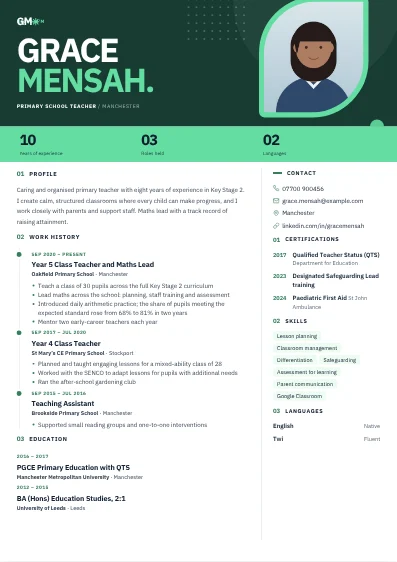 GM
GRACE
MENSAH.
PRIMARY SCHOOL TEACHER / MANCHESTER
10
Years of experience
03
Roles held
02
Languages
01 PROFILE
Caring and organised primary teacher with eight years of experience in Key Stage 2.
I create calm, structured classrooms where every child can make progress, and I
work closely with parents and support staff. Maths lead with a track record of
raising attainment.
02 WORK HISTORY
SEP 2020 – PRESENT
Year 5 Class Teacher and Maths Lead
Oakfield Primary School · Manchester
• Teach a class of 30 pupils across the full Key Stage 2 curriculum
• Lead maths across the school: planning, staff training and assessment
• Introduced daily arithmetic practice; the share of pupils meeting the
expected standard rose from 68% to 81% in two years
• Mentor two early-career teachers each year
SEP 2017 – JUL 2020
Year 4 Class Teacher
St Mary's CE Primary School · Stockport
• Planned and taught engaging lessons for a mixed-ability class of 28
• Worked with the SENCO to adapt lessons for pupils with additional needs
• Ran the after-school gardening club
SEP 2015 – JUL 2016
Teaching Assistant
Brookside Primary School · Manchester
• Supported small reading groups and one-to-one interventions
03 EDUCATION
2016 – 2017
PGCE Primary Education with QTS
Manchester Metropolitan University · Manchester
2012 – 2015
BA (Hons) Education Studies, 2:1
University of Leeds · Leeds
CONTACT
07700 900456
grace.mensah@example.com
Manchester
linkedin.com/in/gracemensah
01 CERTIFICATIONS
2017 Qualified Teacher Status (QTS)
Department for Education
2023 Designated Safeguarding Lead
training
2024 Paediatric First Aid St John
Ambulance
02 SKILLS
Lesson planning
Classroom management
Differentiation Safeguarding
Assessment for learning
Parent communication
Google Classroom
03 LANGUAGES
English Native
Twi Fluent